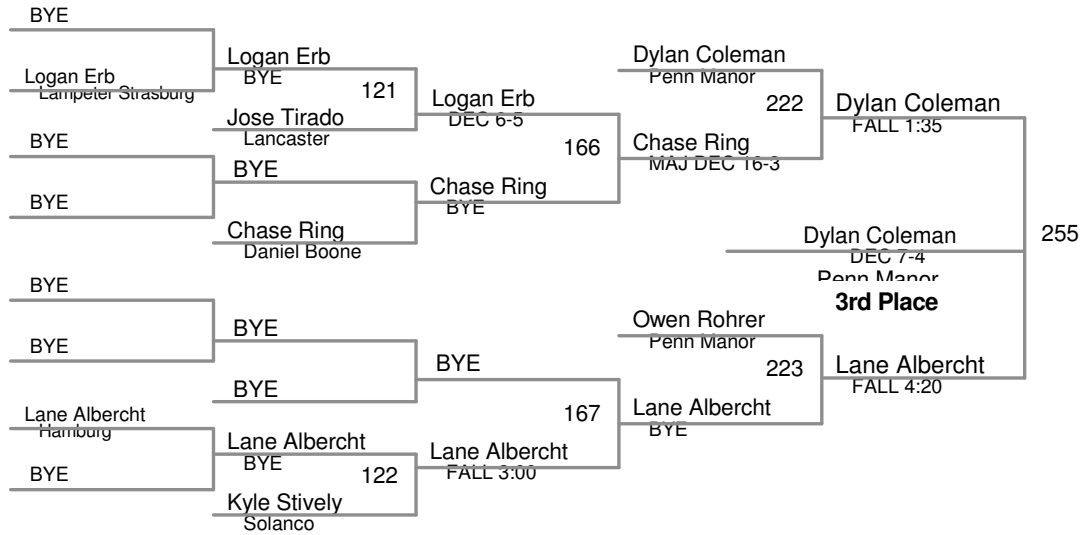 BYE
Logan Erb
Lampeter Strasburg
BYE
BYE
BYE
BYE
Lane Albercht
Hamburg
BYE
Logan Erb
BYE
121
Jose Tirado
Lancaster
BYE
Chase Ring
Daniel Boone
BYE
BYE
Lane Albercht
BYE
122
Kyle Stively
Solanco
Logan Erb
DEC 6-5
166
Chase Ring
BYE
BYE
167
Lane Albercht
FALL 3:00
Dylan Coleman
Penn Manor
222
Chase Ring
MAJ DEC 16-3
Owen Rohrer
Penn Manor
223
Lane Albercht
BYE
Dylan Coleman
FALL 1:35
Dylan Coleman
DEC 7-4
Penn Manor
3rd Place
Lane Albercht
FALL 4:20
255